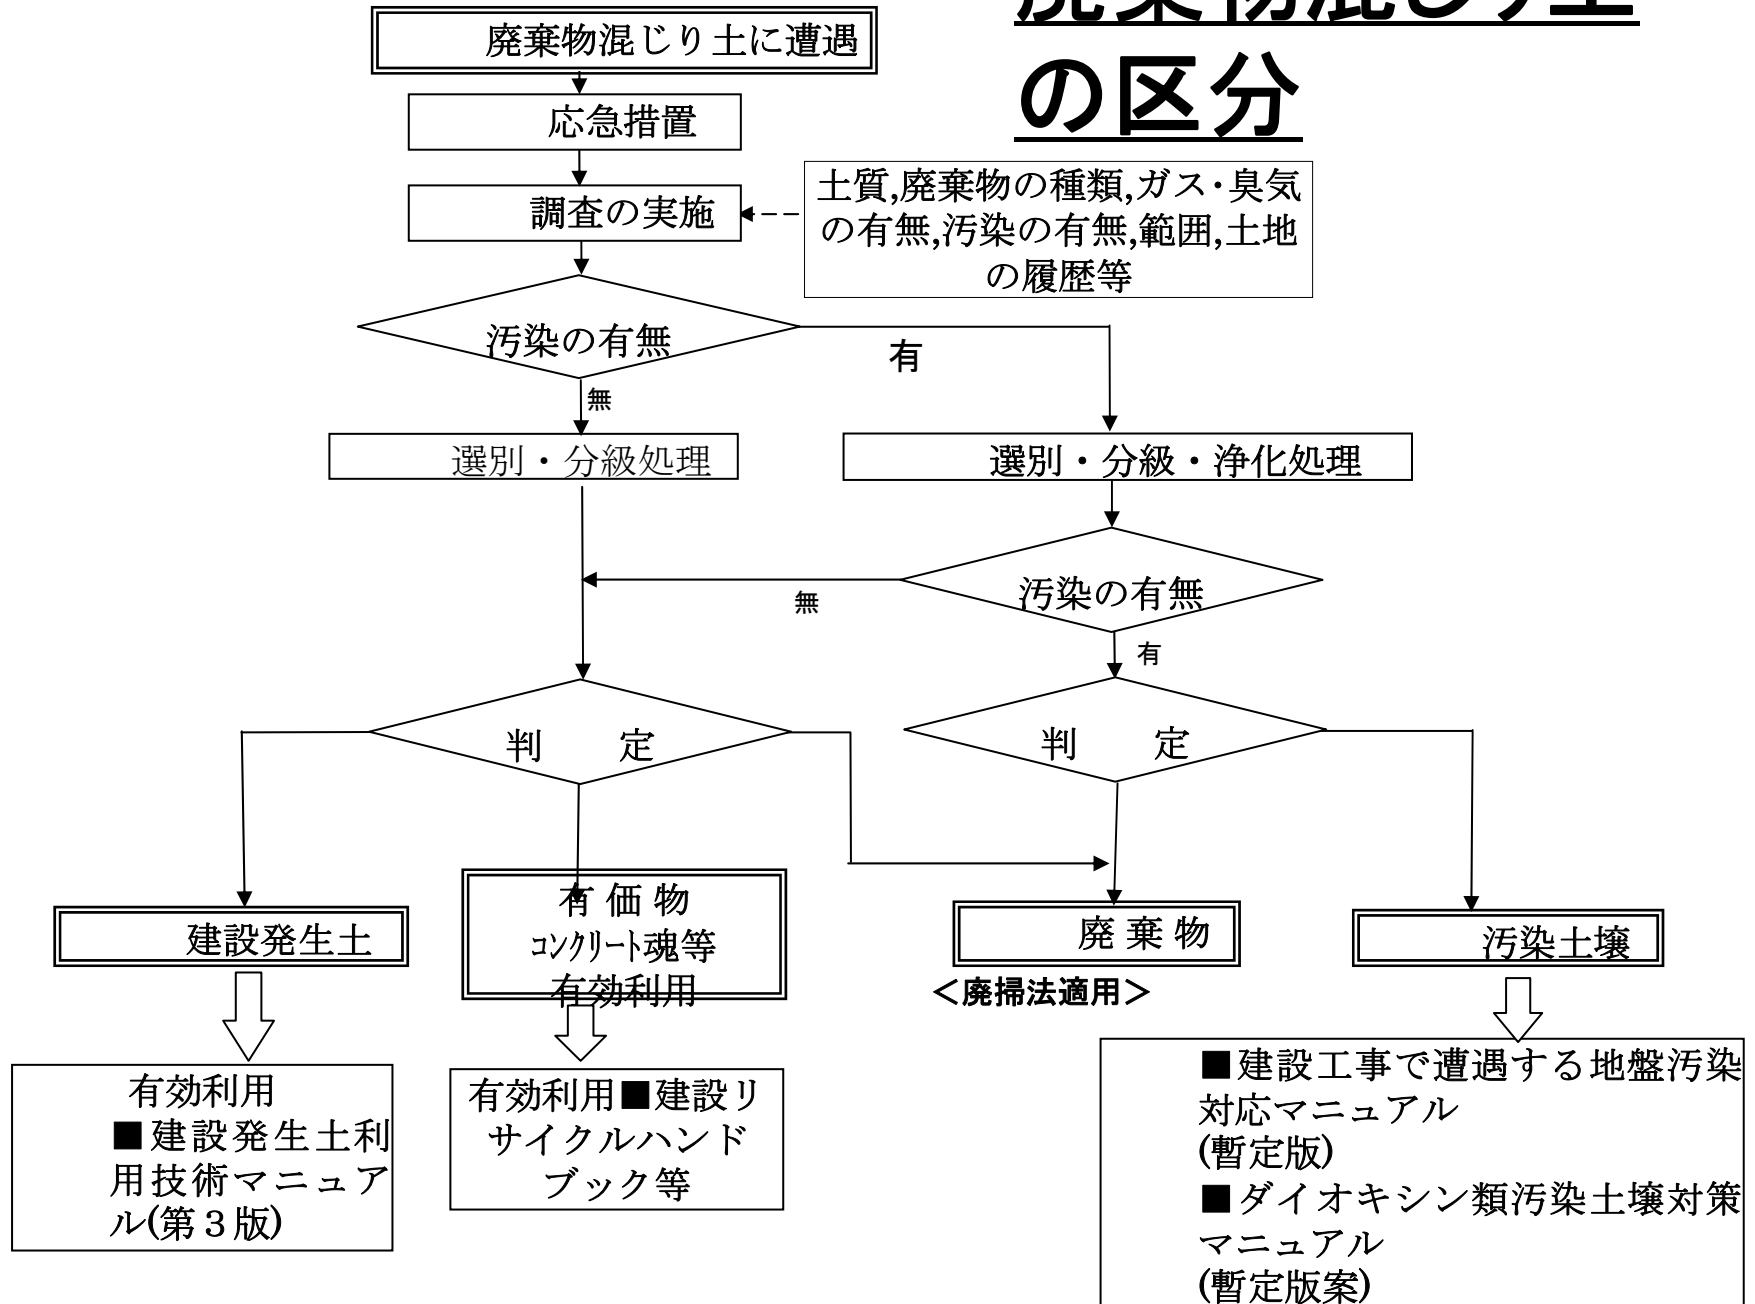 廃棄物混じり土
の区分
廃棄物混じり土に遭遇
応急措置
調査の実施
土質,廃棄物の種類,ガス・臭気
の有無,汚染の有無,範囲,土地
の履歴等
汚染の有無
有
無
選別・分級処理
選別・分級・浄化処理
汚染の有無
無
有
判　　定
判　　定
建設発生土
有 価 物
コンクリート魂等
有効利用
廃 棄 物
＜廃掃法適用＞
汚染土壌
有効利用
■建設発生土利
用技術マニュア
ル(第３版)
有効利用■建設リ
サイクルハンド
ブック等
■建設工事で遭遇する地盤汚染
対応マニュアル
(暫定版)
■ダイオキシン類汚染土壌対策
マニュアル
(暫定版案)